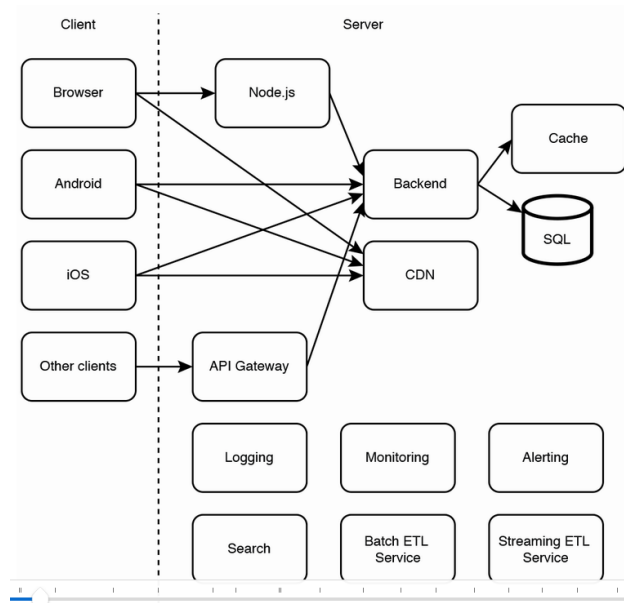 Client
Server
Browser
Node.js
Cache
Android
Backend
SQL
iOS
CDN
Other clients
API Gateway
Logging
Monitoring
Alerting
Search
Batch ETL
Service
Streaming ETL
Service